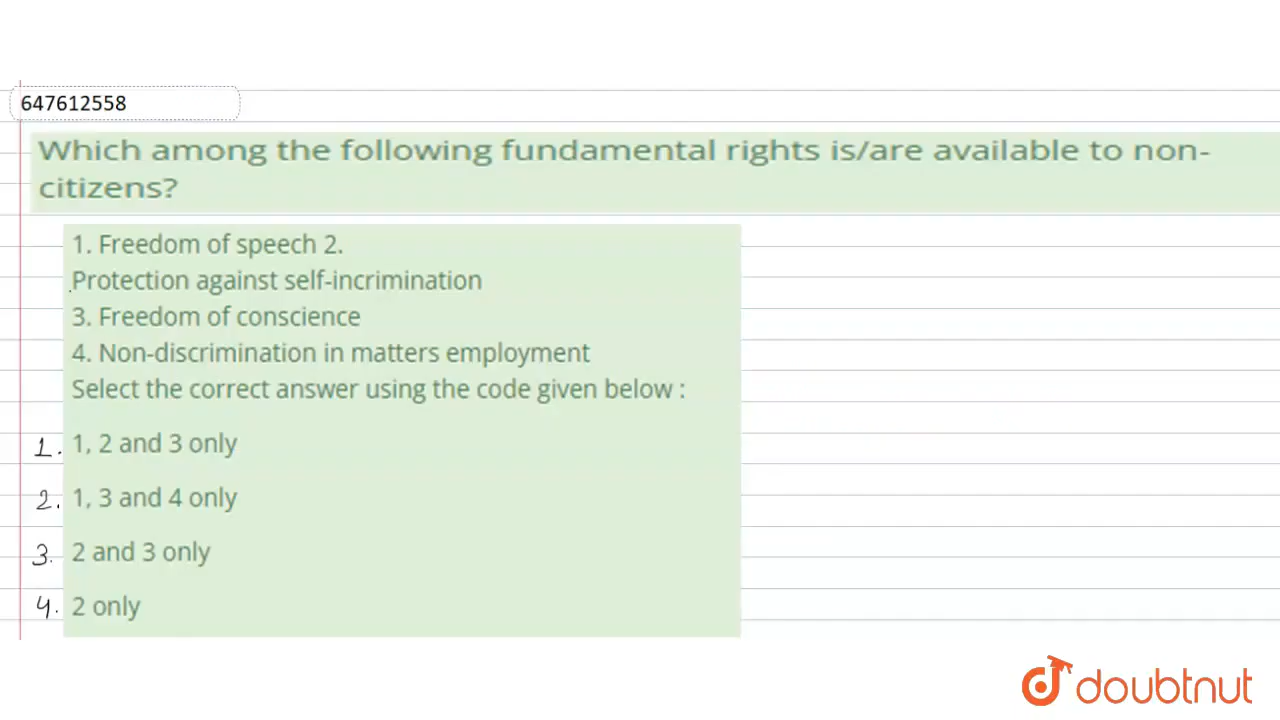 647612558
Which among the following fundamental rights is/are available to non-
citizens?
1. Freedom of speech 2.
Protection against self-incrimination
3. Freedom of conscience
4. Non-discrimination in matters employment
Select the correct answer using the code given below :
1. 1, 2 and 3 only
2. 1, 3 and 4 only
3. 2 and 3 only
4. 2 only
doubtnut